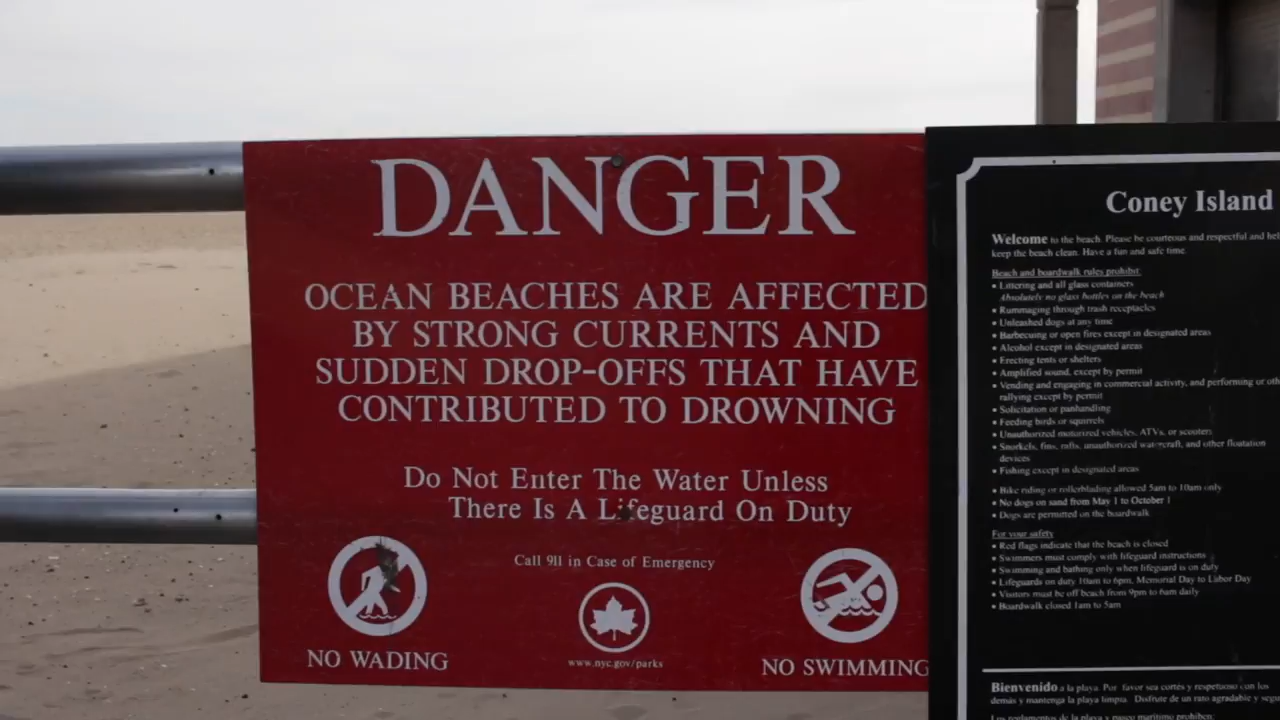 DANGER
OCEAN BEACHES ARE AFFECTED
BY STRONG CURRENTS AND
SUDDEN DROP-OFFS THAT HAVE
CONTRIBUTED TO DROWNING
Do Not Enter The Water Unless
There Is A Lifeguard On Duty
Call 911 in Case of Emergency
NO WADING
www.nyc.gov/parks
NO SWIMMING
Coney Island
Welcome to the beach. Please be courteous and respectful and
keep the beach clean. Have a fun and safe time.
Beach and boardwalk rules prohibit:
• Littering and all glass containers
Absolutely no glass bottles on the beach
• Rummaging through trash receptacles
• Unleashed dogs at any time
• Barbecuing or open fires except in designated areas
• Alcohol except in designated areas
• Erecting tents or shelters
• Amplified sound, except by permit
• Vending and engaging in commercial activity, and performing or
rallying except by permit
• Solicitation or panhandling
• Feeding birds or squirrels
• Unauthorized motorized vehicles, ATVs, or scooters
• Snorkels, fins, rafts, unauthorized watercraft, and other floatation
devices
• Fishing except in designated areas
• Bike riding or rollerblading allowed 5am to 10am only
• No dogs on sand from May 1 to October 1
• Dogs are permitted on the boardwalk
For your safety
• Red flags indicate that the beach is closed
• Swimmers must comply with lifeguard instructions
• Swimming and bathing only when lifeguard is on duty
• Lifeguards on duty 10am to 6pm, Memorial Day to Labor Day
• Visitors must be off beach from 9pm to 6am daily
• Boardwalk closed 1am to 5am
Bienvenido a la playa. Por favor sea cortés y respetuoso con los
demás y mantenga la playa limpia. Disfrute de un rato agradable y
Los reglamentos de la playa y paseo marítimo prohiben: